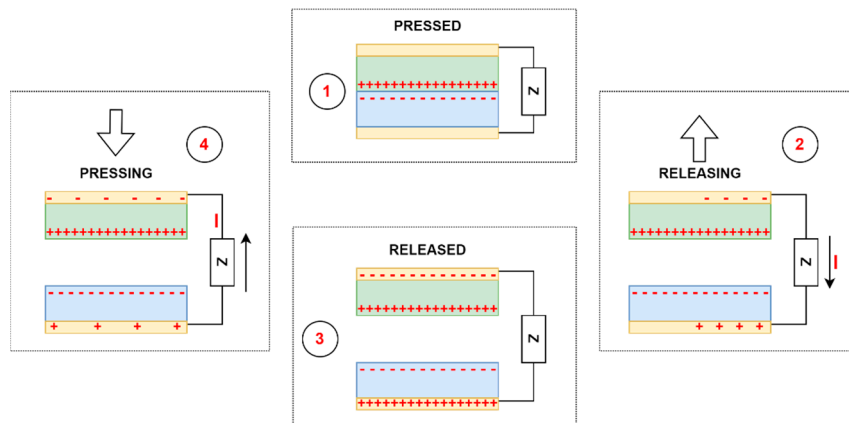 PRESSED
1
+++++++++++++++++
- - - - - - - - - - - - -
Z
4
PRESSING
- - - - - -
I
+++++++++++++++++
Z
- - - - - - - - - - - - - - -
+ + + +
2
RELEASING
- - - -
+++++++++++++++++
Z
I
- - - - - - - - - - - - - - -
+ + + +
RELEASED
- - - - - - - - - - - - - -
+++++++++++++++++
Z
3
- - - - - - - - - - - - -
+++++++++++++++++